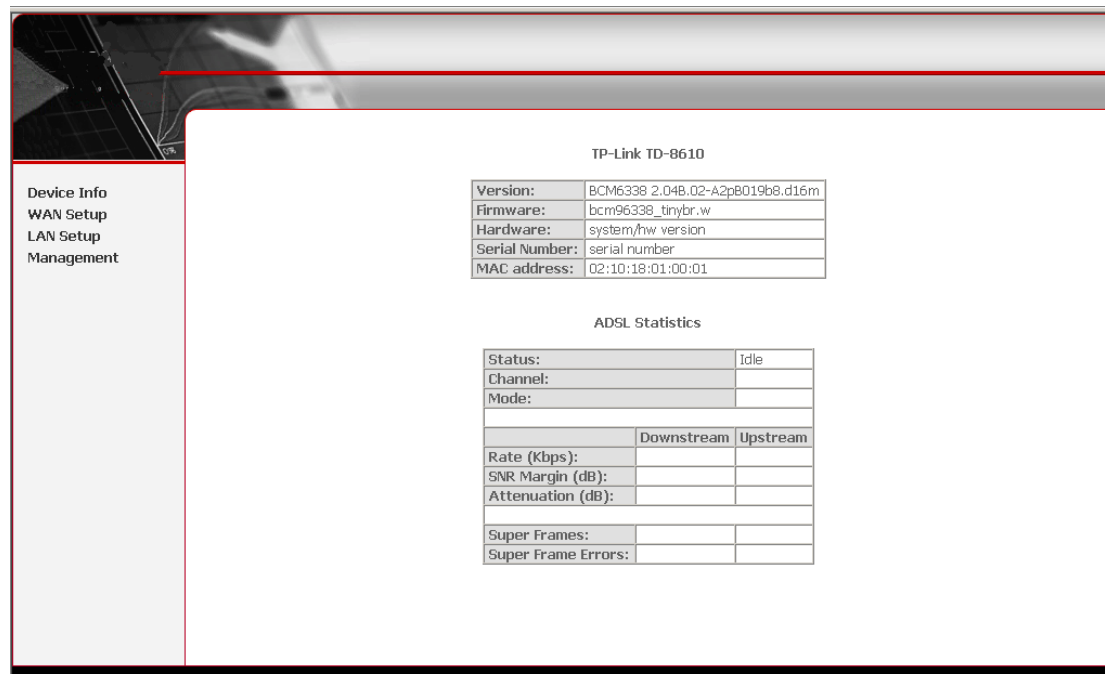 TP-Link TD-8610
Device Info
WAN Setup
LAN Setup
Management
Version: BCM6338 2.04B.02-A2pB019b8.d16m
Firmware: bcm96338_tinybr.w
Hardware: system/hw version
Serial Number: serial number
MAC address: 02:10:18:01:00:01
ADSL Statistics
Status: Idle
Channel:
Mode:
Downstream Upstream
Rate (Kbps):
SNR Margin (dB):
Attenuation (dB):
Super Frames:
Super Frame Errors: